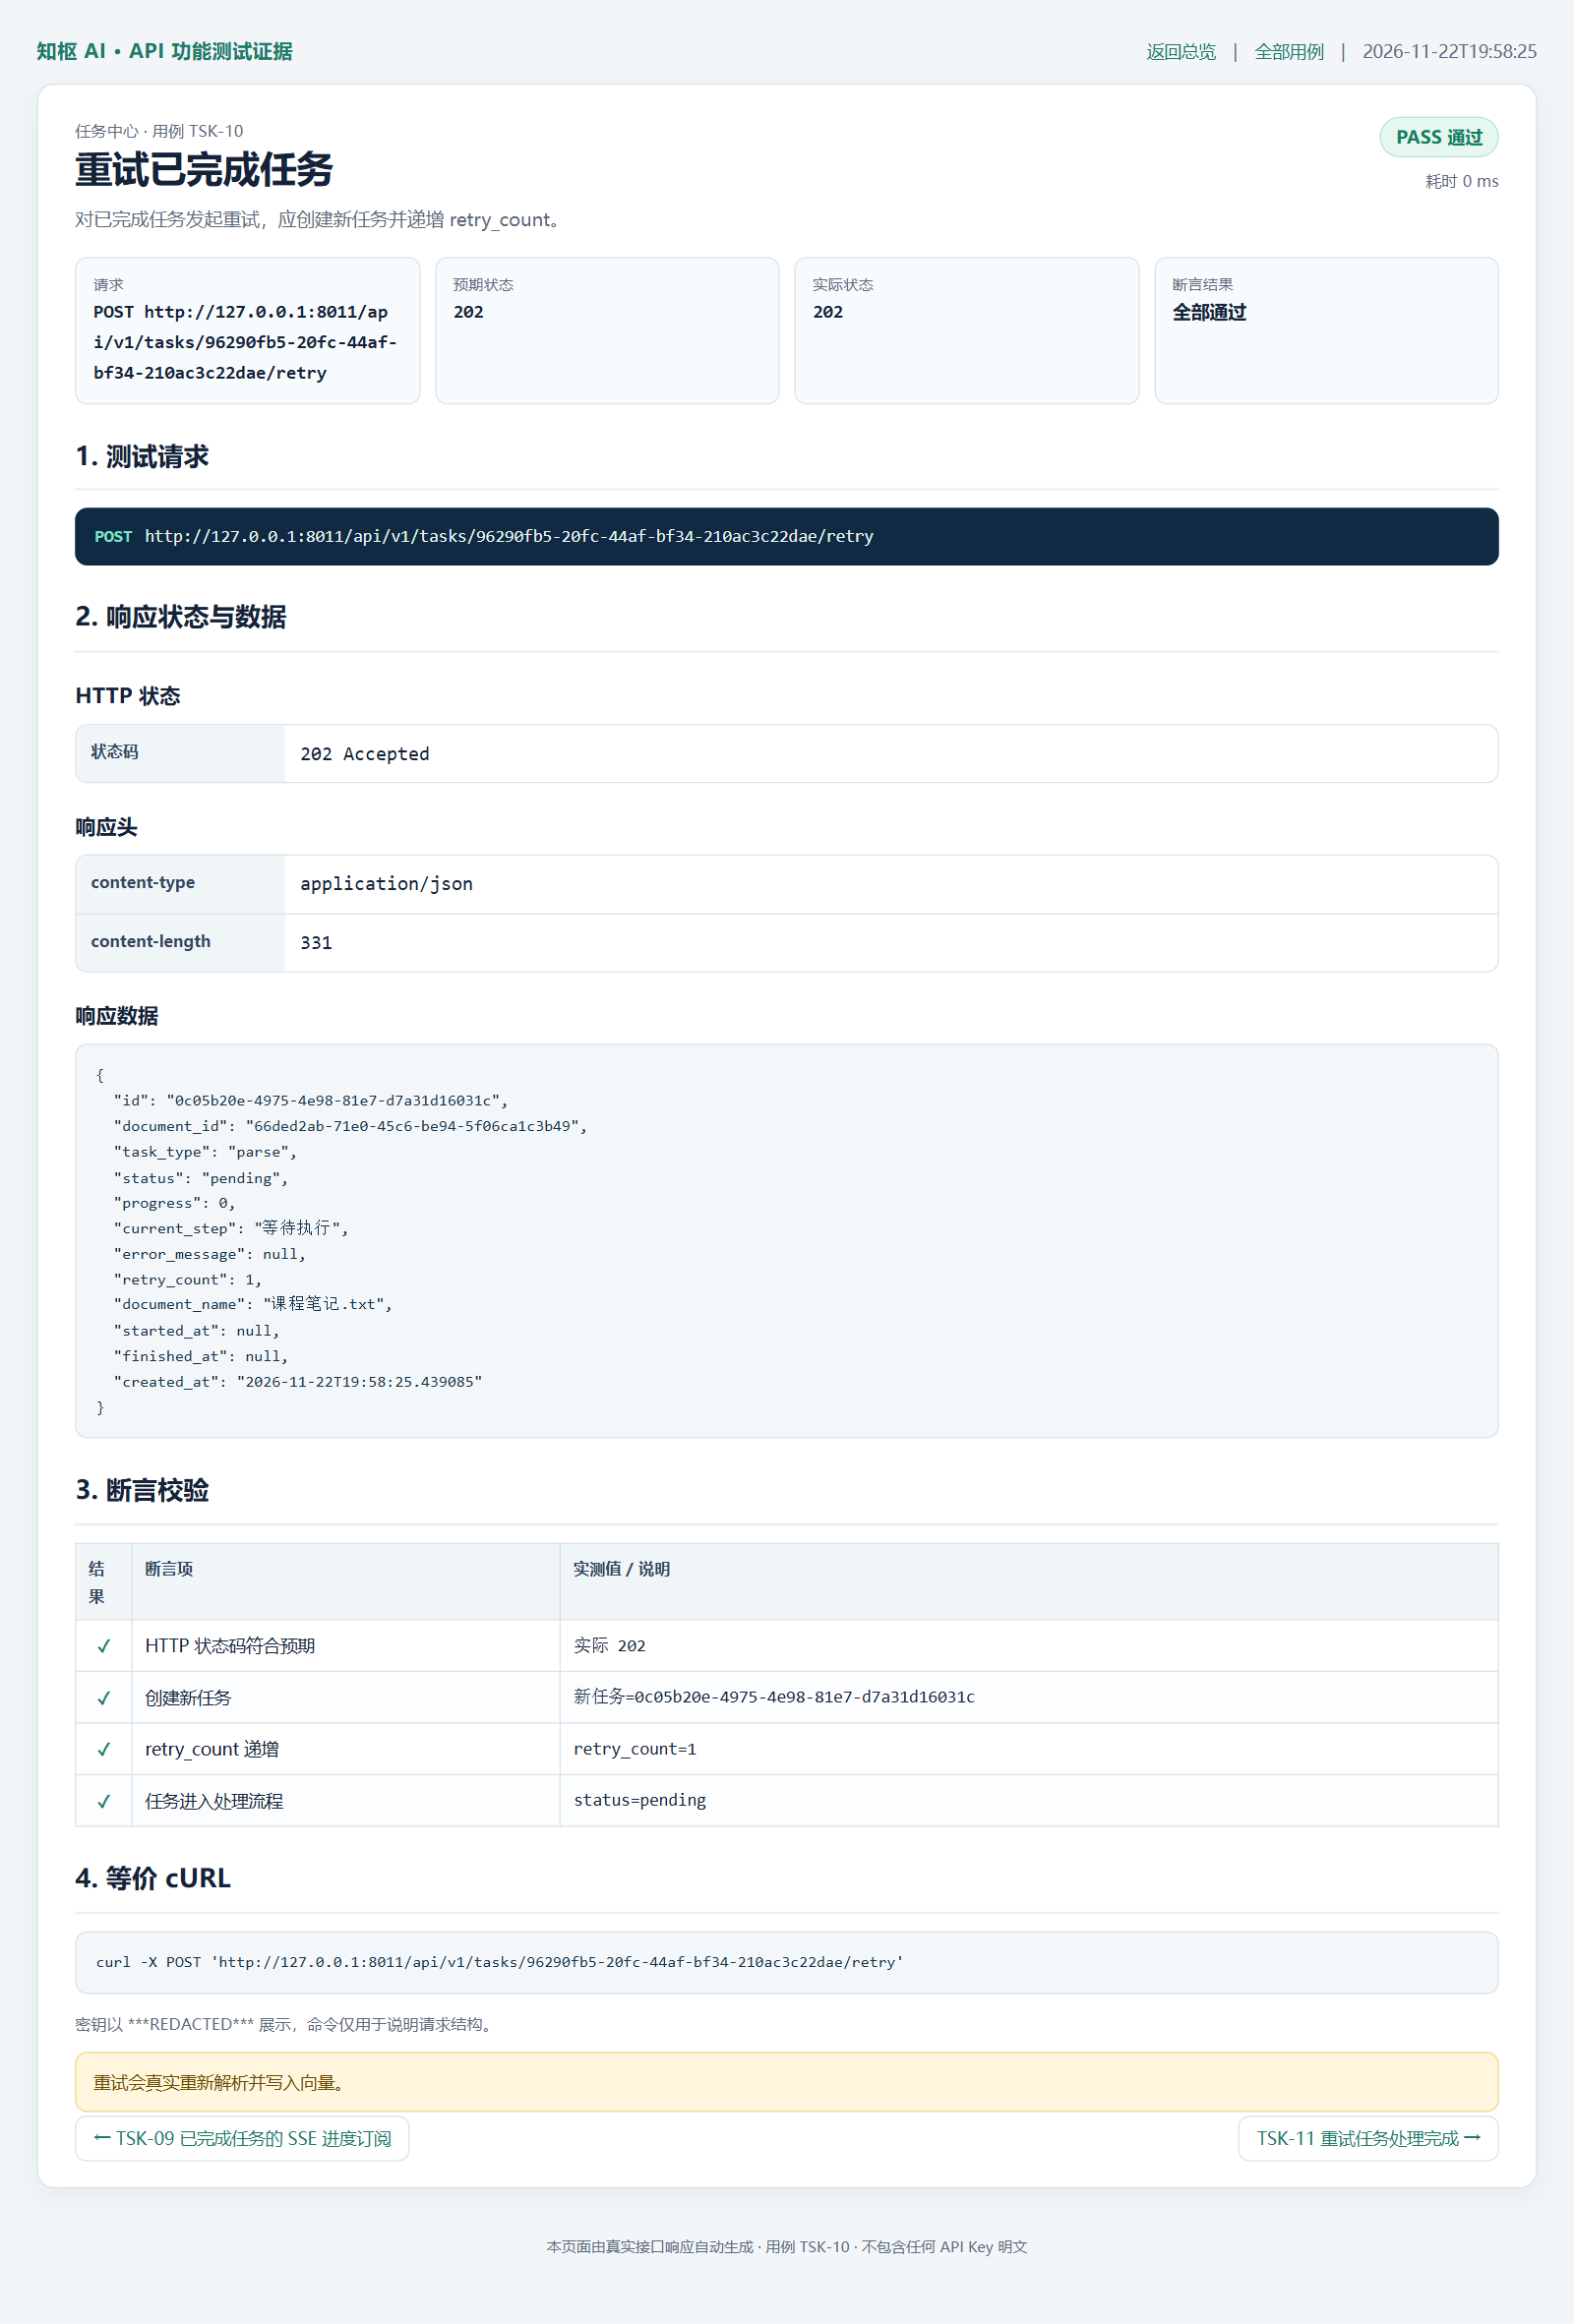 知枢 AI · API 功能测试证据
返回总览 | 全部用例 | 2026-11-22T19:58:25
任务中心 · 用例 TSK-10
重试已完成任务
对已完成任务发起重试，应创建新任务并递增 retry_count。
PASS 通过
耗时 0 ms
请求
POST http://127.0.0.1:8011/ap
i/v1/tasks/96290fb5-20fc-44af-
bf34-210ac3c22dae/retry
预期状态
202
实际状态
202
断言结果
全部通过
1. 测试请求
POST http://127.0.0.1:8011/api/v1/tasks/96290fb5-20fc-44af-bf34-210ac3c22dae/retry
2. 响应状态与数据
HTTP 状态
状态码 202 Accepted
响应头
content-type application/json
content-length 331
响应数据
{
"id": "0c05b20e-4975-4e98-81e7-d7a31d16031c",
"document_id": "66ded2ab-71e0-45c6-be94-5f06ca1c3b49",
"task_type": "parse",
"status": "pending",
"progress": 0,
"current_step": "等待执行",
"error_message": null,
"retry_count": 1,
"document_name": "课程笔记.txt",
"started_at": null,
"finished_at": null,
"created_at": "2026-11-22T19:58:25.439085"
}
3. 断言校验
结果 断言项 实测值 / 说明
✓ HTTP 状态码符合预期 实际 202
✓ 创建新任务 新任务=0c05b20e-4975-4e98-81e7-d7a31d16031c
✓ retry_count 递增 retry_count=1
✓ 任务进入处理流程 status=pending
4. 等价 cURL
curl -X POST 'http://127.0.0.1:8011/api/v1/tasks/96290fb5-20fc-44af-bf34-210ac3c22dae/retry'
密钥以 ***REDACTED*** 展示，命令仅用于说明请求结构。
重试会真实重新解析并写入向量。
← TSK-09 已完成任务的 SSE 进度订阅
TSK-11 重试任务处理完成 →
本页面由真实接口响应自动生成 · 用例 TSK-10 · 不包含任何 API Key 明文